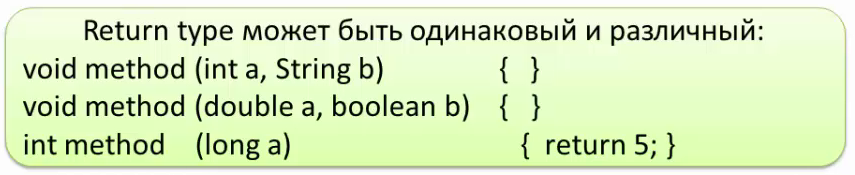 Return type может быть одинаковый и различный:
void method (int a, String b) { }
void method (double a, boolean b) { }
int method (long a) { return 5; }